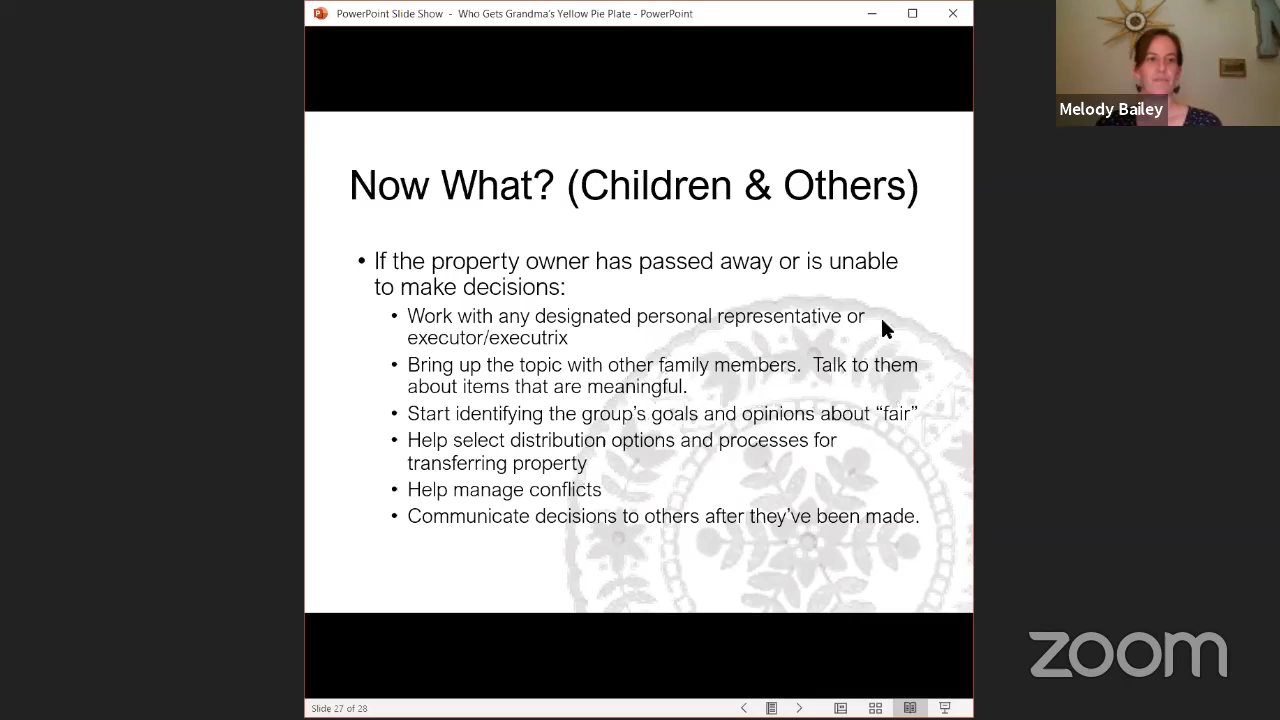 PowerPoint Slide Show - Who Gets Grandma's Yellow Pie Plate - PowerPoint
Melody Bailey
Now What? (Children & Others)
• If the property owner has passed away or is unable
to make decisions:
• Work with any designated personal representative or
executor/executrix
• Bring up the topic with other family members.  Talk to them
about items that are meaningful.
• Start identifying the group's goals and opinions about “fair”
• Help select distribution options and processes for
transferring property
• Help manage conflicts
• Communicate decisions to others after they've been made.
zoom
Slide 27 of 28